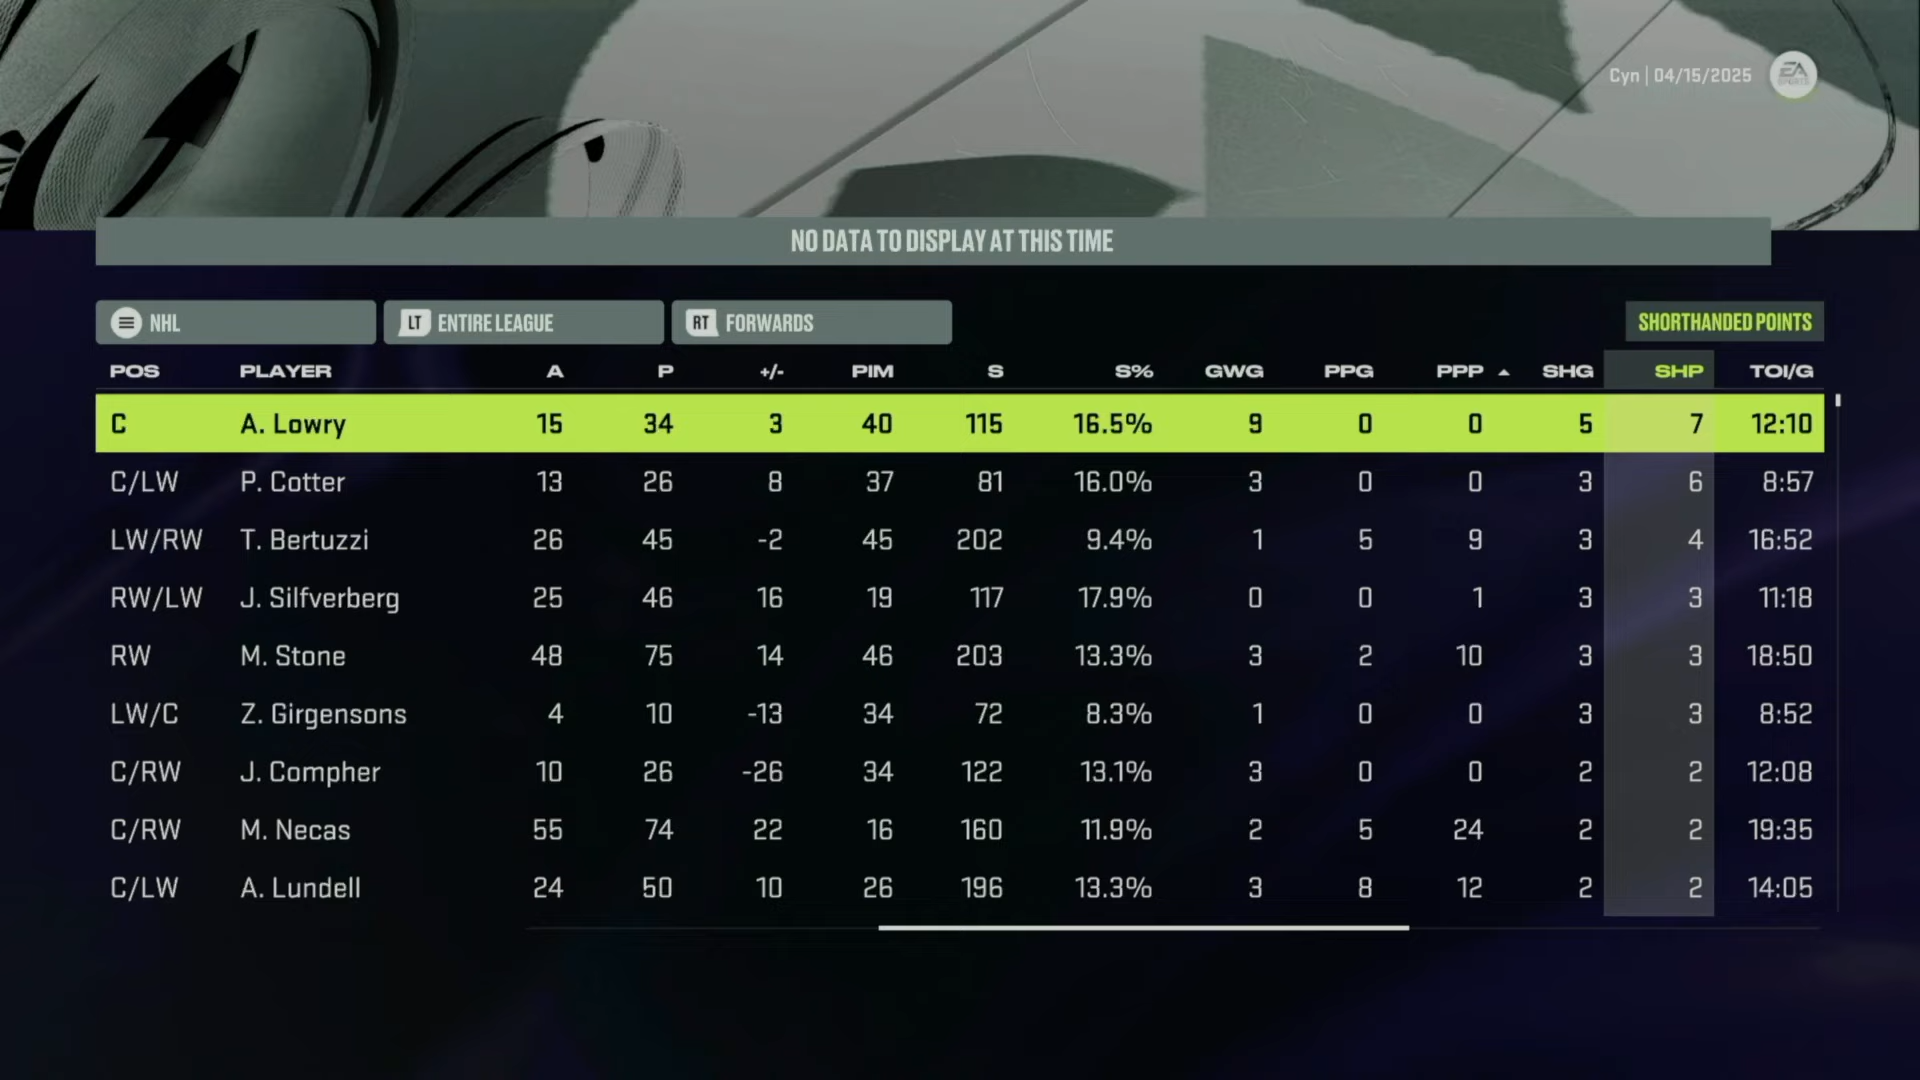 Cyn | 04/15/2025
NO DATA TO DISPLAY AT THIS TIME
NHL LT ENTIRE LEAGUE RT FORWARDS SHORTHANDED POINTS
POS PLAYER A P +/- PIM S S% GWG PPG PPP SHG SHP TOI/G
C A. Lowry 15 34 3 40 115 16.5% 9 0 0 5 7 12:10
C/LW P. Cotter 13 26 8 37 81 16.0% 3 0 0 3 6 8:57
LW/RW T. Bertuzzi 26 45 -2 45 202 9.4% 1 5 9 3 4 16:52
RW/LW J. Silfverberg 25 46 16 19 117 17.9% 0 0 1 3 3 11:18
RW M. Stone 48 75 14 46 203 13.3% 3 2 10 3 3 18:50
LW/C Z. Girgensons 4 10 -13 34 72 8.3% 1 0 0 3 3 8:52
C/RW J. Compher 10 26 -26 34 122 13.1% 3 0 0 2 2 12:08
C/RW M. Necas 55 74 22 16 160 11.9% 2 5 24 2 2 19:35
C/LW A. Lundell 24 50 10 26 196 13.3% 3 8 12 2 2 14:05